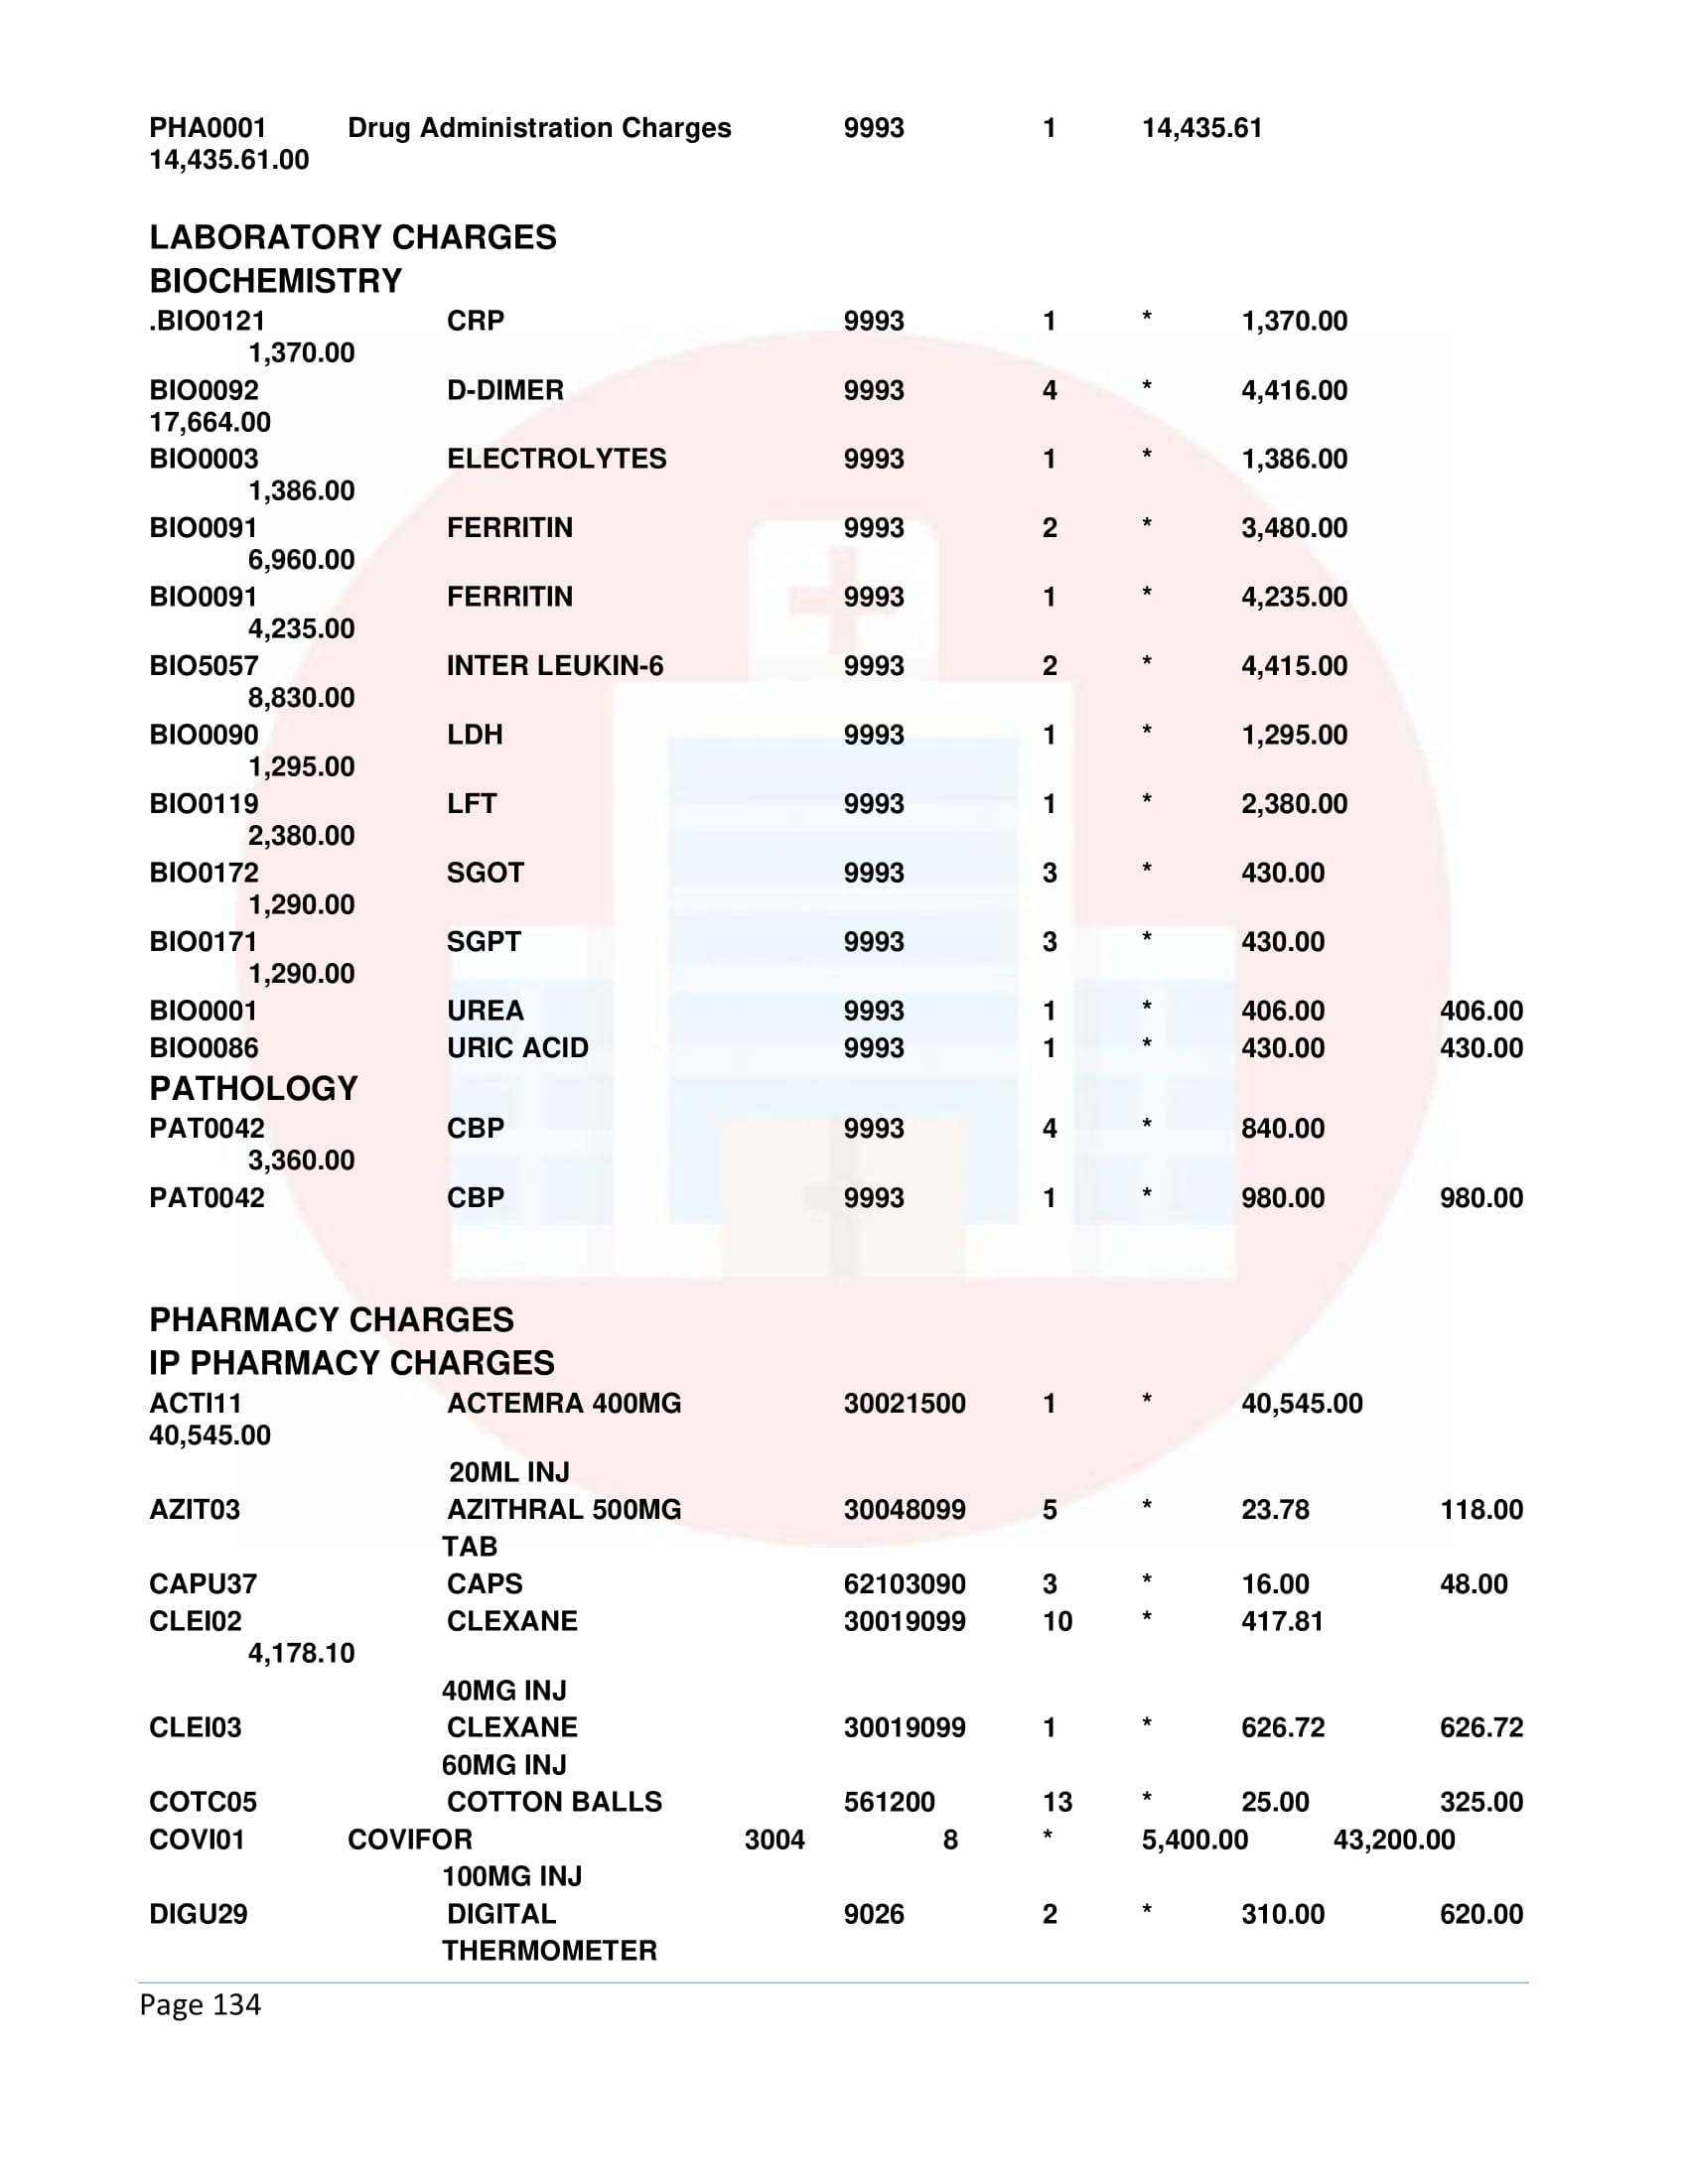 PHA0001 Drug Administration Charges 9993 1 14,435.61
14,435.61.00
LABORATORY CHARGES
BIOCHEMISTRY
.BIO0121 CRP 9993 1 * 1,370.00
1,370.00
BIO0092 D-DIMER 9993 4 * 4,416.00
17,664.00
BIO0003 ELECTROLYTES 9993 1 * 1,386.00
1,386.00
BIO0091 FERRITIN 9993 2 * 3,480.00
6,960.00
BIO0091 FERRITIN 9993 1 * 4,235.00
4,235.00
BIO5057 INTER LEUKIN-6 9993 2 * 4,415.00
8,830.00
BIO0090 LDH 9993 1 * 1,295.00
1,295.00
BIO0119 LFT 9993 1 * 2,380.00
2,380.00
BIO0172 SGOT 9993 3 * 430.00
1,290.00
BIO0171 SGPT 9993 3 * 430.00
1,290.00
BIO0001 UREA 9993 1 * 406.00 406.00
BIO0086 URIC ACID 9993 1 * 430.00 430.00
PATHOLOGY
PAT0042 CBP 9993 4 * 840.00
3,360.00
PAT0042 CBP 9993 1 * 980.00 980.00
PHARMACY CHARGES
IP PHARMACY CHARGES
ACTI11 ACTEMRA 400MG 30021500 1 * 40,545.00
40,545.00
20ML INJ
AZIT03 AZITHRAL 500MG 30048099 5 * 23.78 118.00
TAB
CAPU37 CAPS 62103090 3 * 16.00 48.00
CLEI02 CLEXANE 30019099 10 * 417.81
4,178.10
40MG INJ
CLEI03 CLEXANE 30019099 1 * 626.72 626.72
60MG INJ
COTC05 COTTON BALLS 561200 13 * 25.00 325.00
COVI01 COVIFOR 3004 8 * 5,400.00 43,200.00
100MG INJ
DIGU29 DIGITAL 9026 2 * 310.00 620.00
THERMOMETER
Page 134